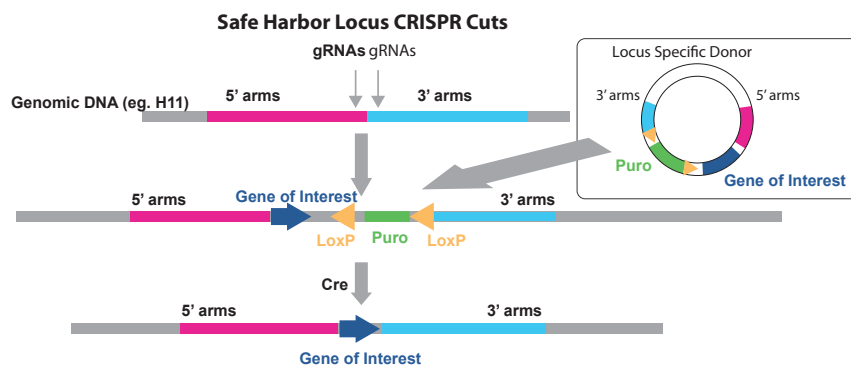 Safe Harbor Locus CRISPR Cuts
gRNAs gRNAs
Locus Specific Donor
Genomic DNA (eg. H11)
5' arms
3' arms
3' arms
5' arms
Puro
Gene of Interest
5' arms
Gene of Interest
3' arms
LoxP
Puro
LoxP
Cre
5' arms
3' arms
Gene of Interest